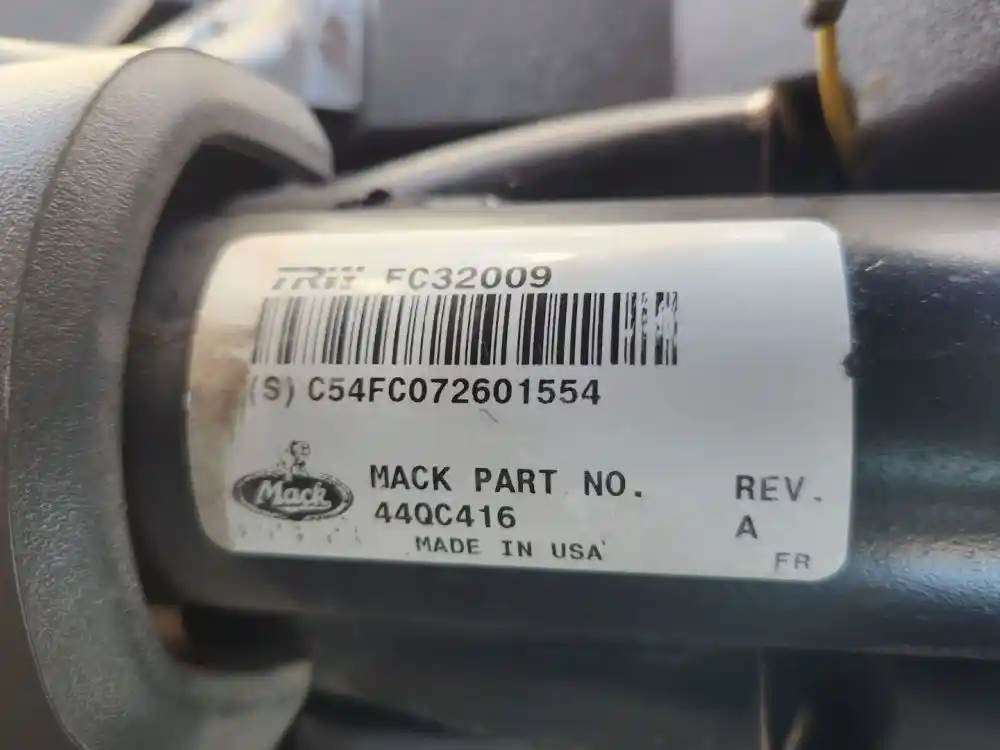 TRW FC32009
(S) C54FC072601554
Mack
MACK PART NO. REV.
44QC416 A
MADE IN USA
FR